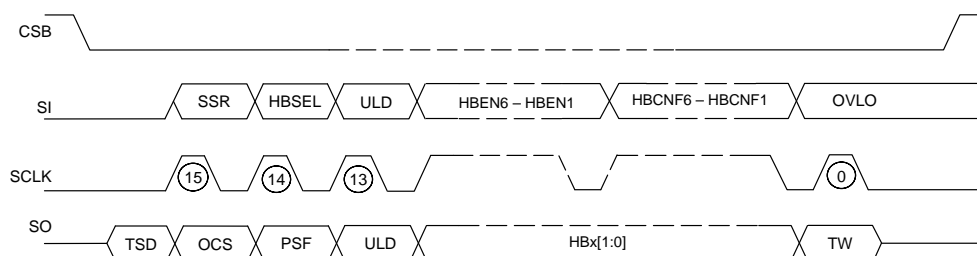 CSB
SI SSR HBSEL ULD HBEN6 – HBEN1 HBCNF6 – HBCNF1 OVLO
SCLK 15 14 13 0
SO TSD OCS PSF ULD HBx[1:0] TW